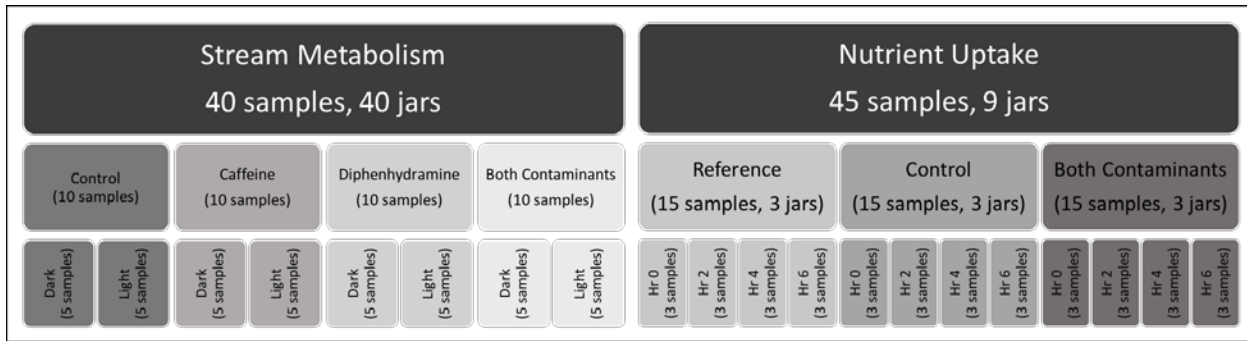 Stream Metabolism
40 samples, 40 jars
Nutrient Uptake
45 samples, 9 jars
Control
(10 samples)
Caffeine
(10 samples)
Diphenhydramine
(10 samples)
Both Contaminants
(10 samples)
Reference
(15 samples, 3 jars)
Control
(15 samples, 3 jars)
Both Contaminants
(15 samples, 3 jars)
Dark
(5 samples)
Light
(5 samples)
Dark
(5 samples)
Light
(5 samples)
Dark
(5 samples)
Light
(5 samples)
Dark
(5 samples)
Light
(5 samples)
Hr 0
(3 samples)
Hr 2
(3 samples)
Hr 4
(3 samples)
Hr 6
(3 samples)
Hr 0
(3 samples)
Hr 2
(3 samples)
Hr 4
(3 samples)
Hr 6
(3 samples)
Hr 0
(3 samples)
Hr 2
(3 samples)
Hr 4
(3 samples)
Hr 6
(3 samples)